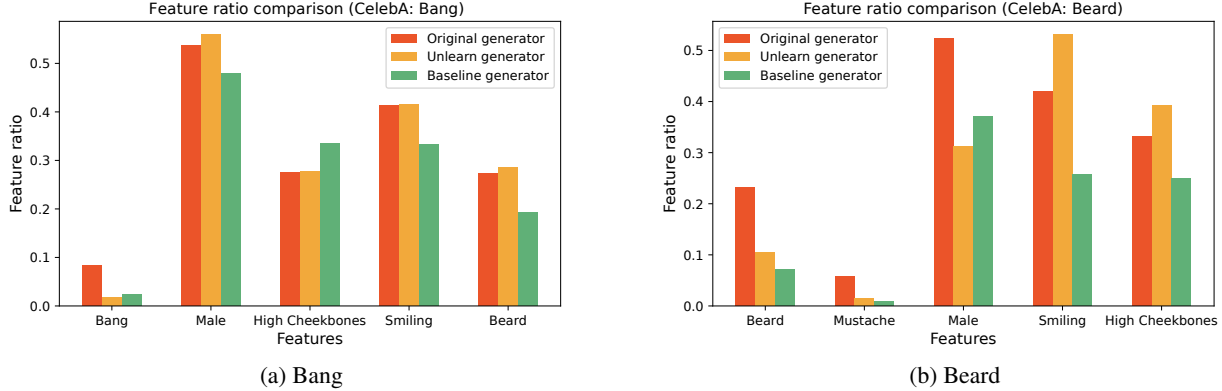 Feature ratio comparison (CelebA: Bang)
Original generator
Unlearn generator
Baseline generator
0.5
0.4
0.3
0.2
0.1
0.0
Feature ratio
Bang Male High Cheekbones Smiling Beard
Features
(a) Bang
Feature ratio comparison (CelebA: Beard)
Original generator
Unlearn generator
Baseline generator
0.5
0.4
0.3
0.2
0.1
0.0
Feature ratio
Beard Mustache Male Smiling High Cheekbones
Features
(b) Beard